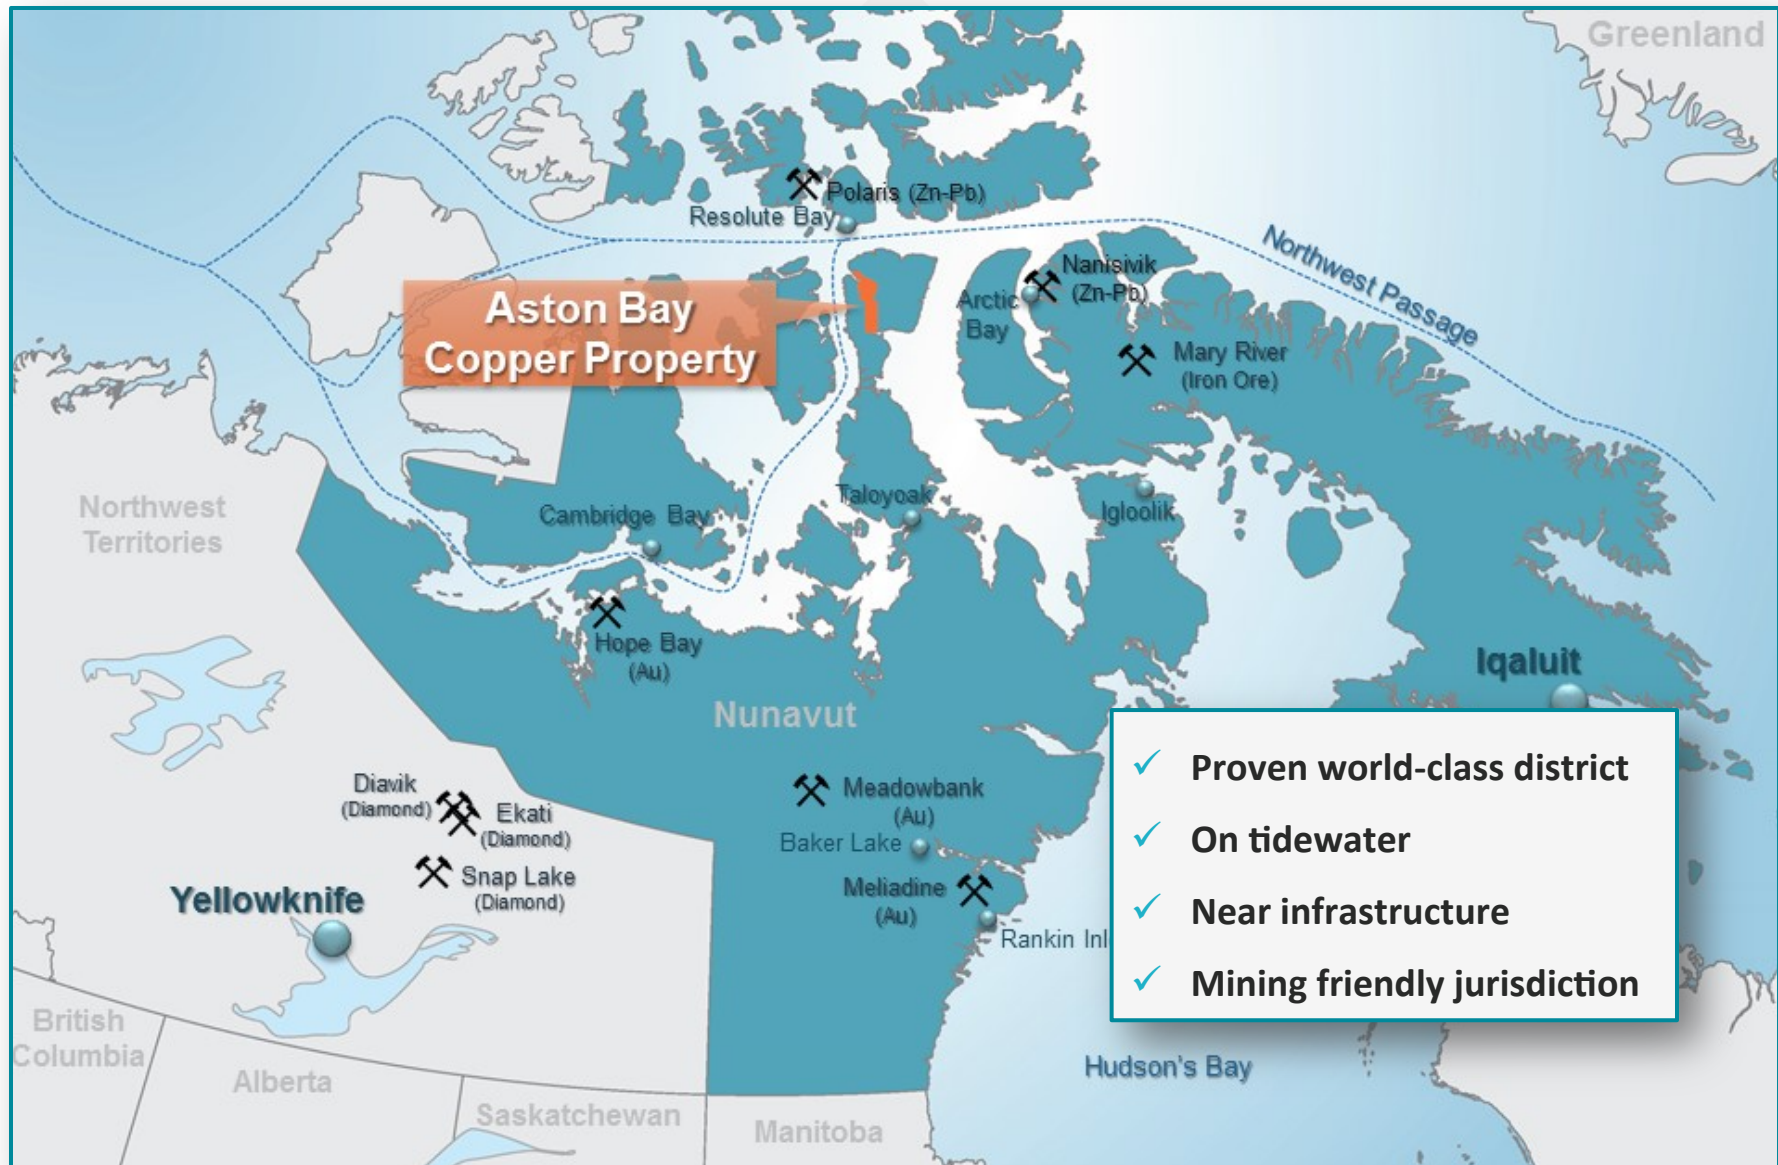 Greenland
Polaris (Zn-Pb)
Resolute Bay
Northwest Passage
Nanisivik
(Zn-Pb)
Arctic
Bay
Aston Bay
Copper Property
Mary River
(Iron Ore)
Northwest
Territories
Cambridge Bay
Taloyoak
Igloolik
Hope Bay
(Au)
Iqaluit
Nunavut
Diavik
(Diamond)
Ekati
(Diamond)
Snap Lake
(Diamond)
Yellowknife
Meadowbank
(Au)
Baker Lake
Meliadine
(Au)
Rankin
✓ Proven world-class district
✓ On tidewater
✓ Near infrastructure
✓ Mining friendly jurisdiction
British
Columbia
Alberta
Saskatchewan
Manitoba
Hudson's Bay